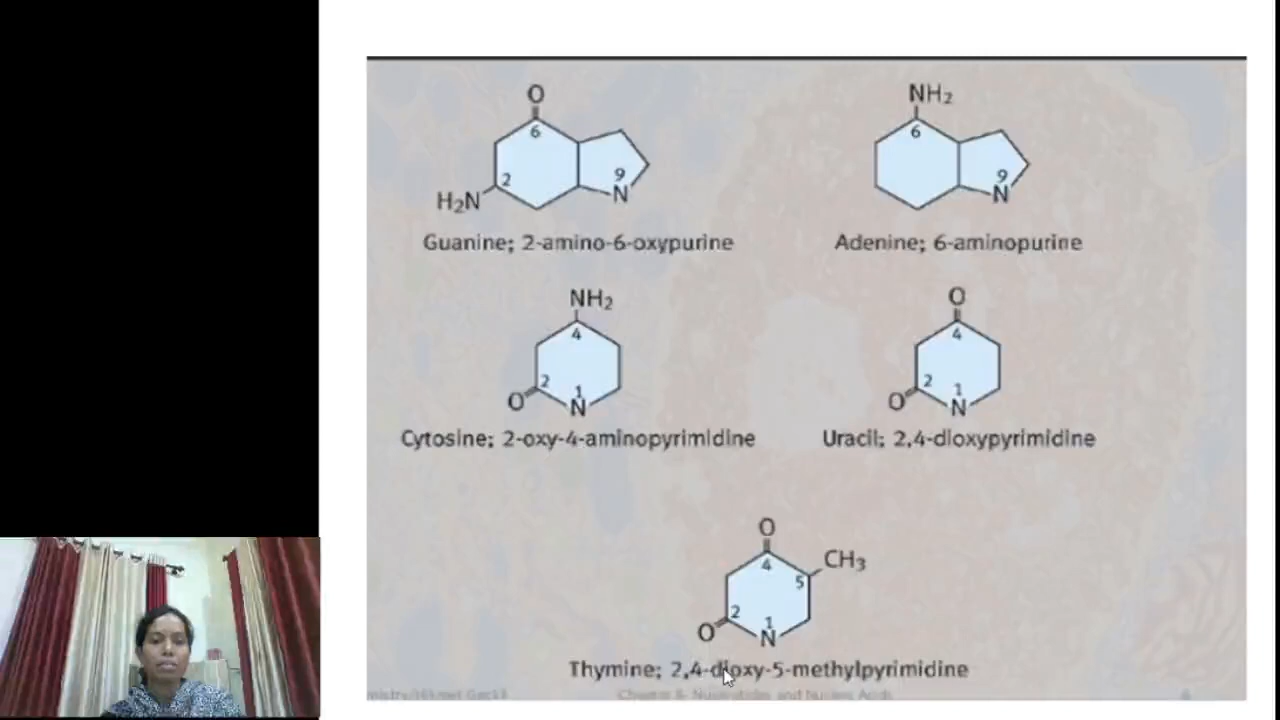 O
6
2
9
H₂N
N
Guanine; 2-amino-6-oxypurine
NH₂
6
9
N
Adenine; 6-aminopurine
NH₂
4
2
1
O
N
Cytosine; 2-oxy-4-aminopyrimidine
O
4
2
1
O
N
Uracil; 2,4-dioxypyrimidine
O
4
CH₃
5
2
1
O
N
Thymine; 2,4-dioxy-5-methylpyrimidine
Chapter 8- Nucleotides and Nucleic Acids